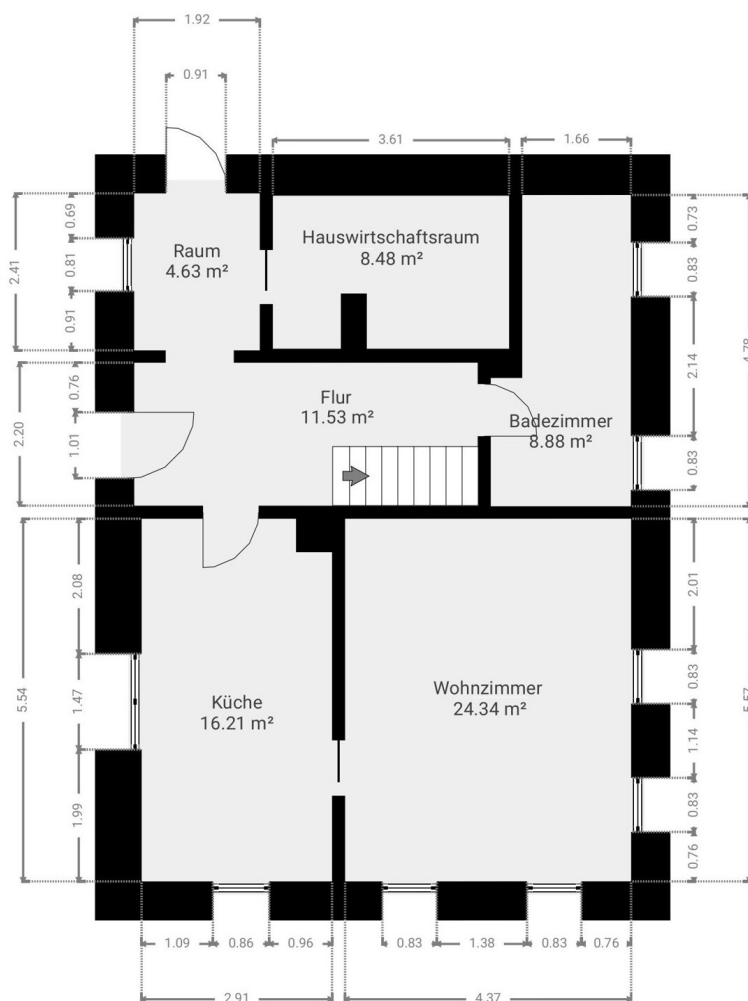 1.92
0.91
3.61
1.66
0.69
0.73
2.41
0.81
Raum
4.63 m²
Hauswirtschaftsraum
8.48 m²
0.83
0.91
4.78
2.14
0.76
Flur
11.53 m²
Badezimmer
8.88 m²
2.20
1.01
0.83
2.08
2.01
5.54
1.47
Küche
16.21 m²
Wohnzimmer
24.34 m²
0.83
5.57
1.14
1.99
0.83
0.76
1.09
0.86
0.96
0.83
1.38
0.83
0.76
2.91
4.37